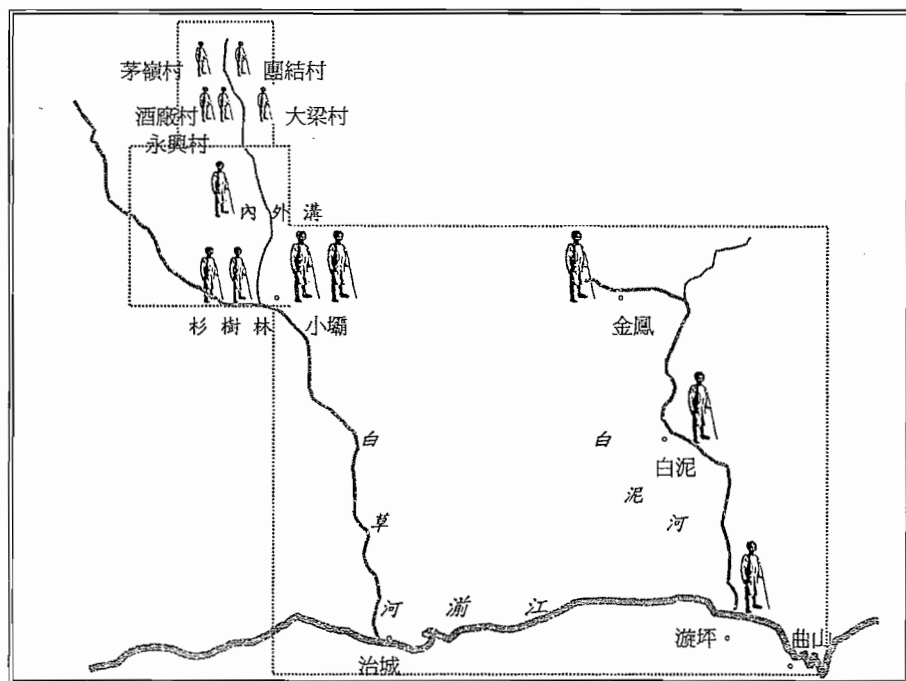 茅嶺村
團結村
酒廠村
大梁村
永興村
內外溝
杉樹林
小壩
金鳳
白草河
白泥
白泥河
湔江
治城
漩坪
曲山